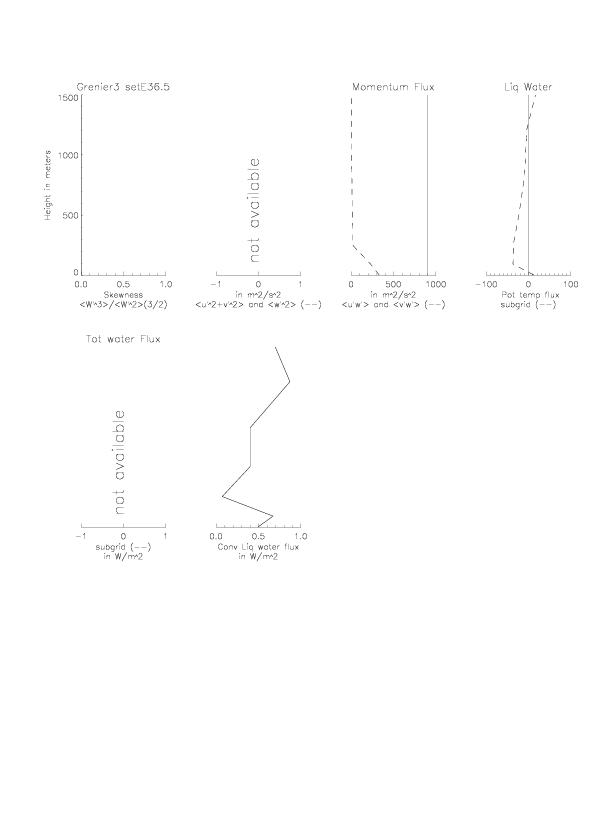 Grenier3 setE36.5
Momentum Flux
Liq Water
1500
1000
500
0
Height in meters
not available
0.0 0.5 1.0
Skewness
<W'^3>/<W'^2>(3/2)
-1 0 1
in m^2/s^2
<u'^2+v'^2> and <w'^2> (--)
0 500 1000
in m^2/s^2
<u'w'> and <v'w'> (--)
-100 0 100
Pot temp flux
subgrid (--)
Tot water Flux
not available
-1 0 1
subgrid (--)
in W/m^2
0.0 0.5 1.0
Conv Liq water flux
in W/m^2